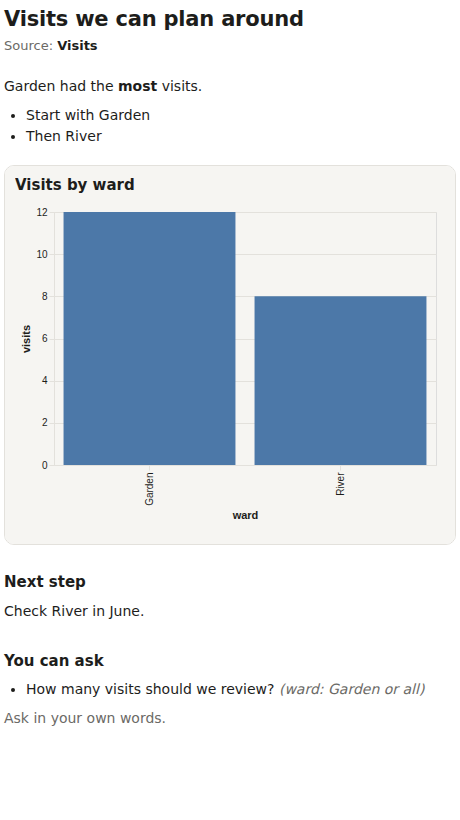 Visits we can plan around
Source: Visits
Garden had the most visits.
• Start with Garden
• Then River
Visits by ward
12
10
8
6
4
2
0
visits
Garden
River
ward
Next step
Check River in June.
You can ask
• How many visits should we review? (ward: Garden or all)
Ask in your own words.